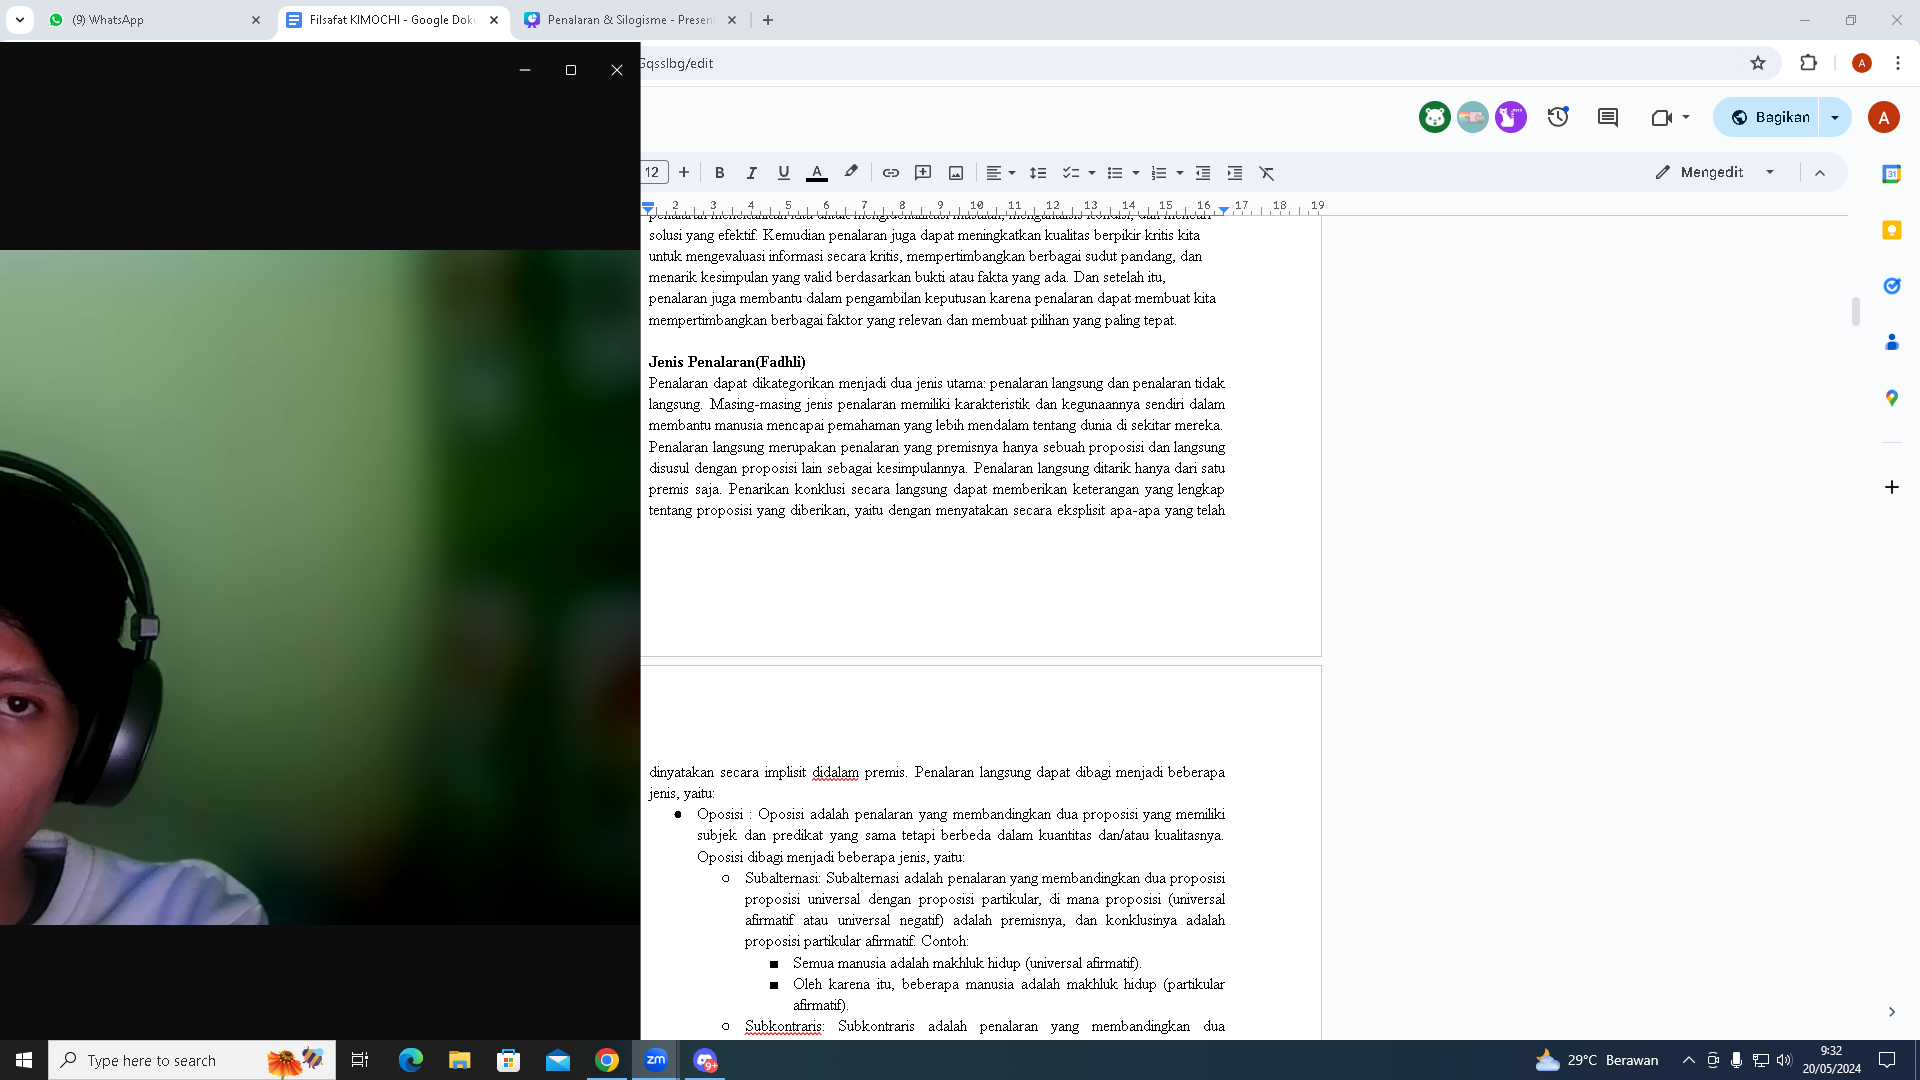 (9) WhatsApp
Filsafat KIMOCHI - Google Doku
Penalaran & Silogisme - Present
Gqsslbg/edit
A
Bagikan
A
12
B I U A
Mengedit
31
2 3 4 5 6 7 8 9 10 11 12 13 14 15 16 17 18 19
solusi yang efektif. Kemudian penalaran juga dapat meningkatkan kualitas berpikir kritis kita
untuk mengevaluasi informasi secara kritis, mempertimbangkan berbagai sudut pandang, dan
menarik kesimpulan yang valid berdasarkan bukti atau fakta yang ada. Dan setelah itu,
penalaran juga membantu dalam pengambilan keputusan karena penalaran dapat membuat kita
mempertimbangkan berbagai faktor yang relevan dan membuat pilihan yang paling tepat.
Jenis Penalaran(Fadhli)
Penalaran dapat dikategorikan menjadi dua jenis utama: penalaran langsung dan penalaran tidak
langsung. Masing-masing jenis penalaran memiliki karakteristik dan kegunaannya sendiri dalam
membantu manusia mencapai pemahaman yang lebih mendalam tentang dunia di sekitar mereka.
Penalaran langsung merupakan penalaran yang premisnya hanya sebuah proposisi dan langsung
disusul dengan proposisi lain sebagai kesimpulannya. Penalaran langsung ditarik hanya dari satu
premis saja. Penarikan konklusi secara langsung dapat memberikan keterangan yang lengkap
tentang proposisi yang diberikan, yaitu dengan menyatakan secara eksplisit apa-apa yang telah
dinyatakan secara implisit didalam premis. Penalaran langsung dapat dibagi menjadi beberapa
jenis, yaitu:
● Oposisi : Oposisi adalah penalaran yang membandingkan dua proposisi yang memiliki
subjek dan predikat yang sama tetapi berbeda dalam kuantitas dan/atau kualitasnya.
Oposisi dibagi menjadi beberapa jenis, yaitu:
○ Subalternasi: Subalternasi adalah penalaran yang membandingkan dua proposisi
proposisi universal dengan proposisi partikular, di mana proposisi (universal
afirmatif atau universal negatif) adalah premisnya, dan konklusinya adalah
proposisi partikular afirmatif. Contoh:
■ Semua manusia adalah makhluk hidup (universal afirmatif).
■ Oleh karena itu, beberapa manusia adalah makhluk hidup (partikular
afirmatif).
○ Subkontraris: Subkontraris adalah penalaran yang membandingkan dua
Type here to search
zm
9+
29°C Berawan
9:32
20/05/2024